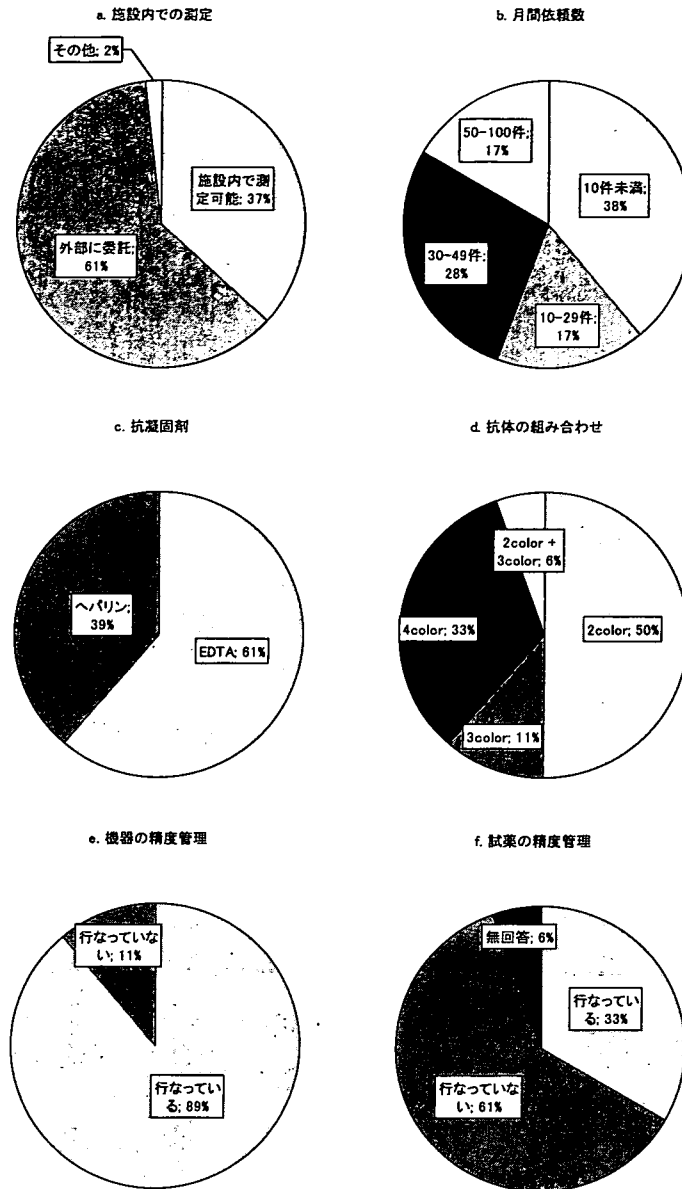 a. 施設内での測定
その他; 2%
施設内で測
定可能; 37%
外部に委託;
61%
b. 月間依頼数
50-100件;
17%
10件未満;
38%
30-49件;
28%
10-29件;
17%
c. 抗凝固剤
ヘパリン;
39%
EDTA; 61%
d. 抗体の組み合わせ
2color +
3color; 6%
4color; 33%
2color; 50%
3color; 11%
e. 機器の精度管理
行なっていな
い; 11%
行なってい
る; 89%
f. 試薬の精度管理
無回答; 6%
行なってい
る; 33%
行なっていな
い; 61%